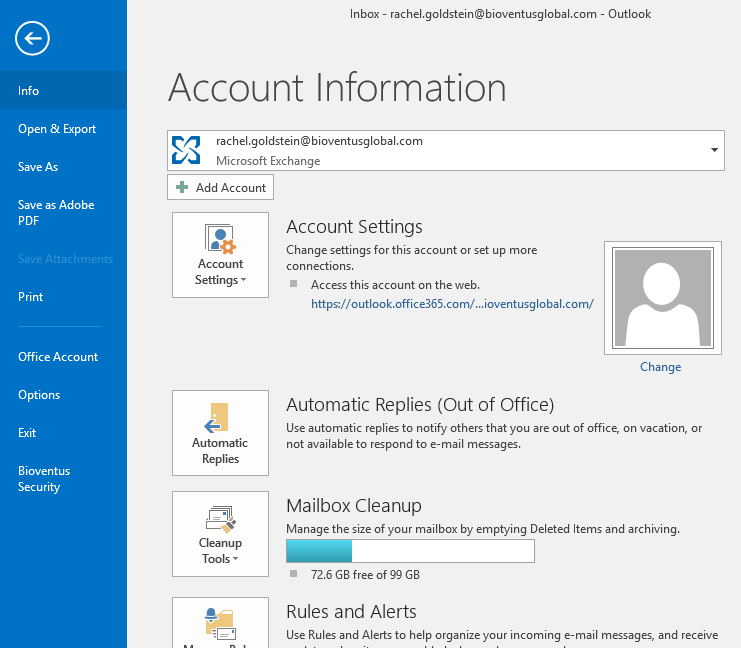 Inbox - rachel.goldstein@bioventusglobal.com - Outlook
Info
Open & Export
Save As
Save as Adobe
PDF
Save Attachments
Print
Office Account
Options
Exit
Bioventus
Security
Account Information
rachel.goldstein@bioventusglobal.com
Microsoft Exchange
Add Account
Account
Settings
Account Settings
Change settings for this account or set up more
connections.
Access this account on the web.
https://outlook.office365.com/...ioventusglobal.com/
Change
Automatic
Replies
Automatic Replies (Out of Office)
Use automatic replies to notify others that you are out of office, on vacation, or
not available to respond to e-mail messages.
Cleanup
Tools
Mailbox Cleanup
Manage the size of your mailbox by emptying Deleted Items and archiving.
72.6 GB free of 99 GB
Rules and Alerts
Use Rules and Alerts to help organize your incoming e-mail messages, and receive